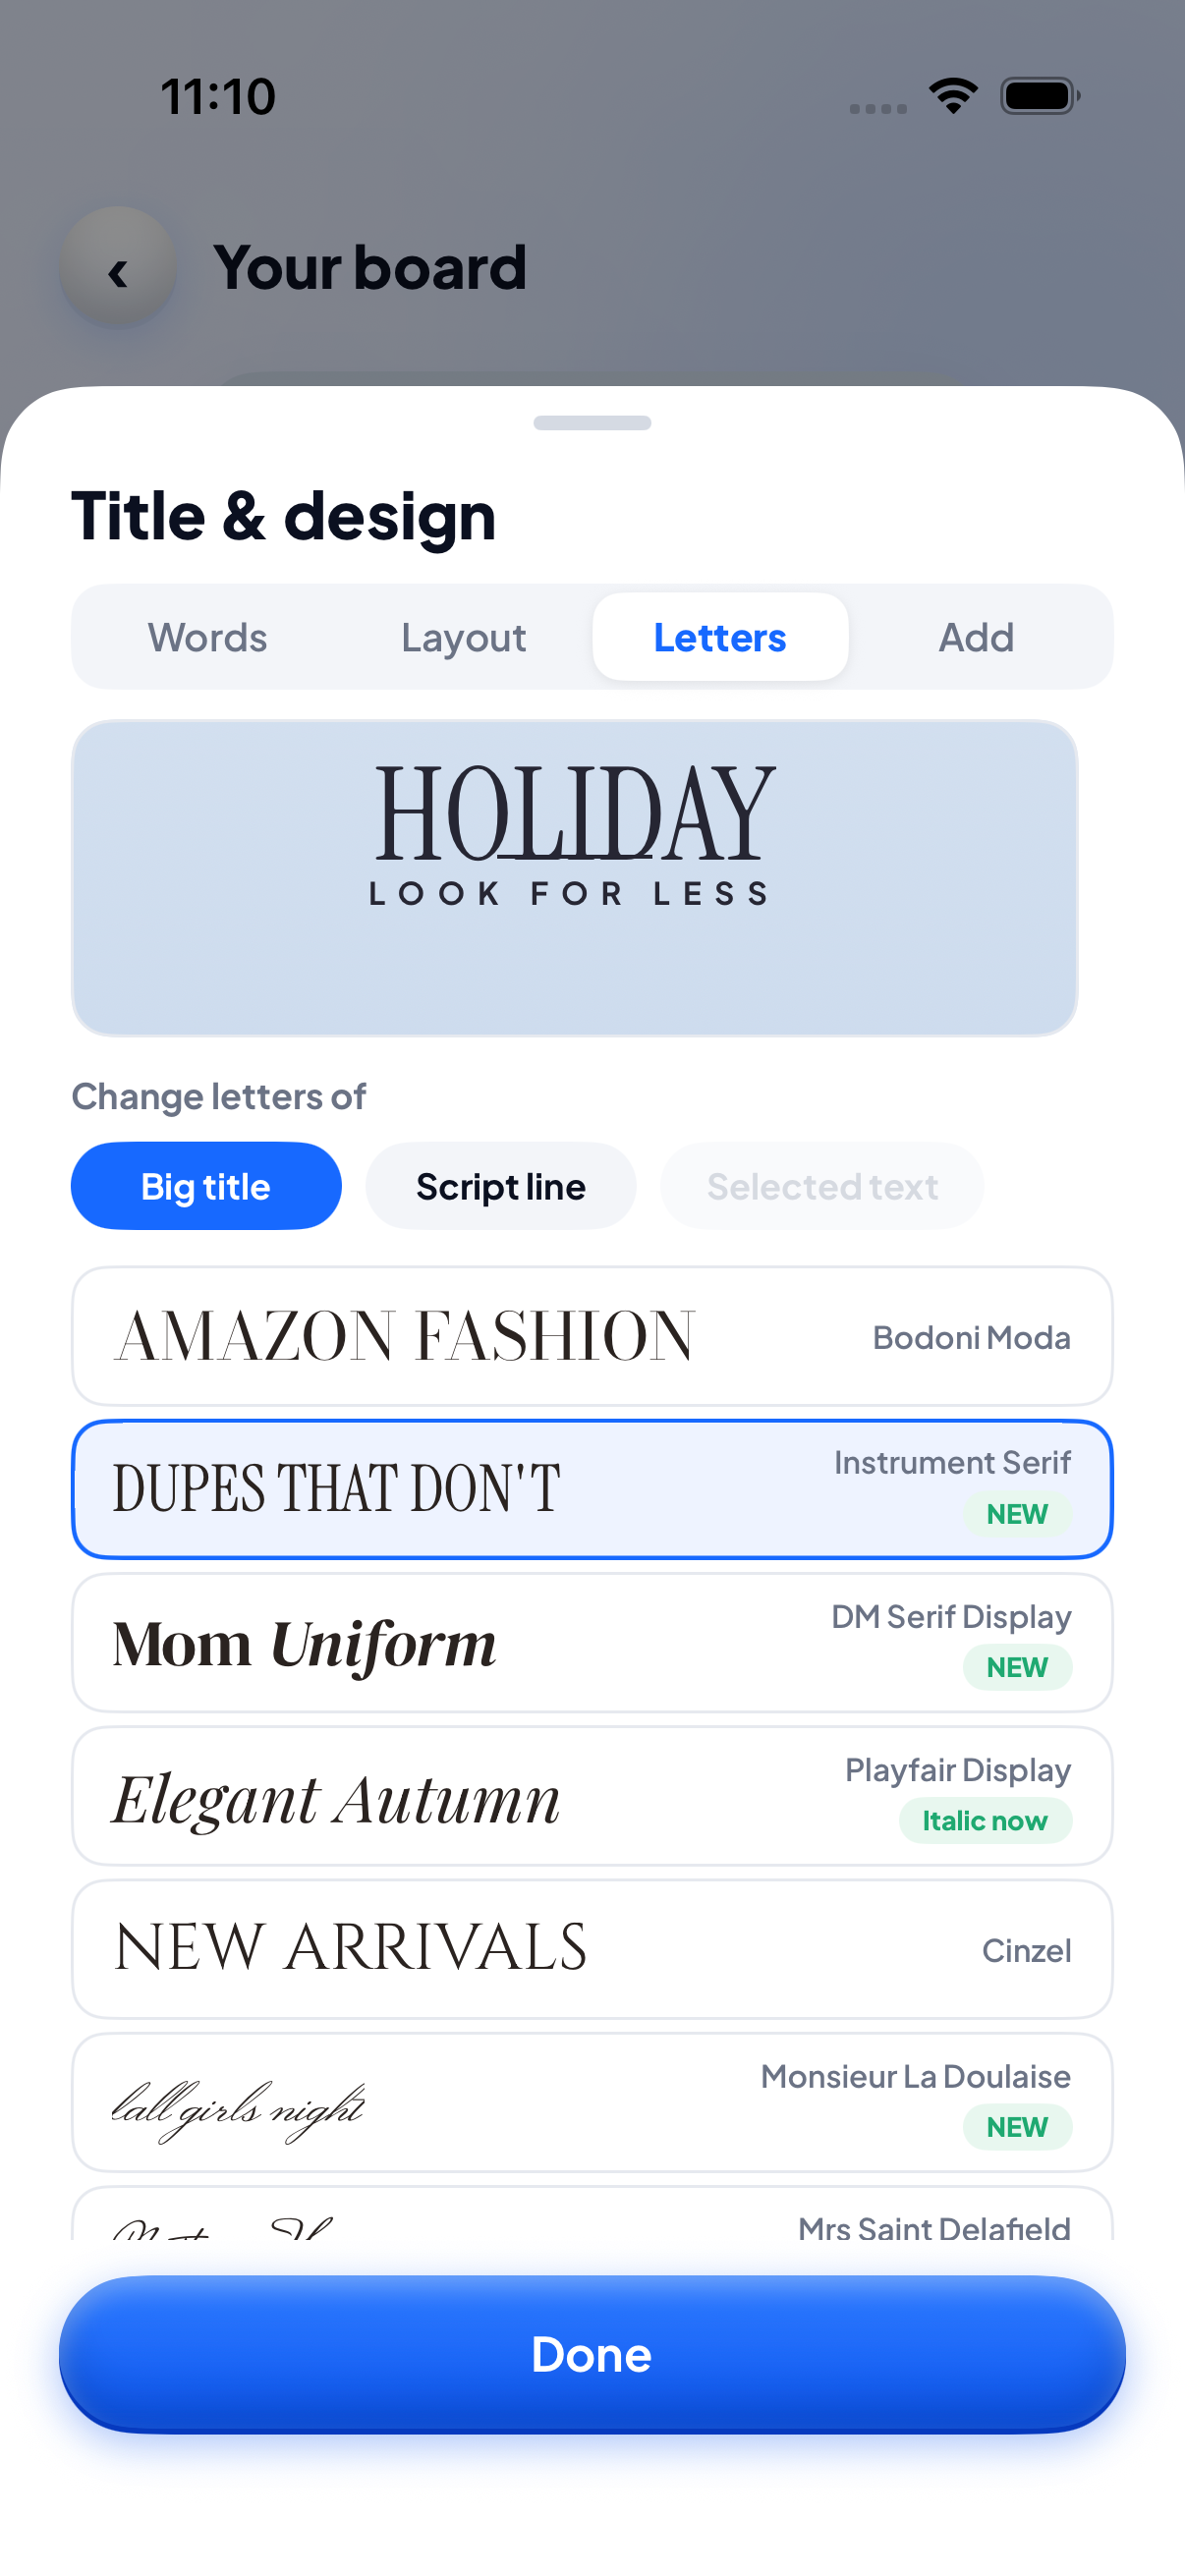 11:10
‹ Your board
Title & design
Words Layout Letters Add
HOLIDAY
LOOK FOR LESS
Change letters of
Big title Script line Selected text
AMAZON FASHION Bodoni Moda
DUPES THAT DON'T Instrument Serif
NEW
Mom Uniform DM Serif Display
NEW
Elegant Autumn Playfair Display
Italic now
NEW ARRIVALS Cinzel
girls night Monsieur La Doulaise
NEW
Mrs Saint Delafield
Done